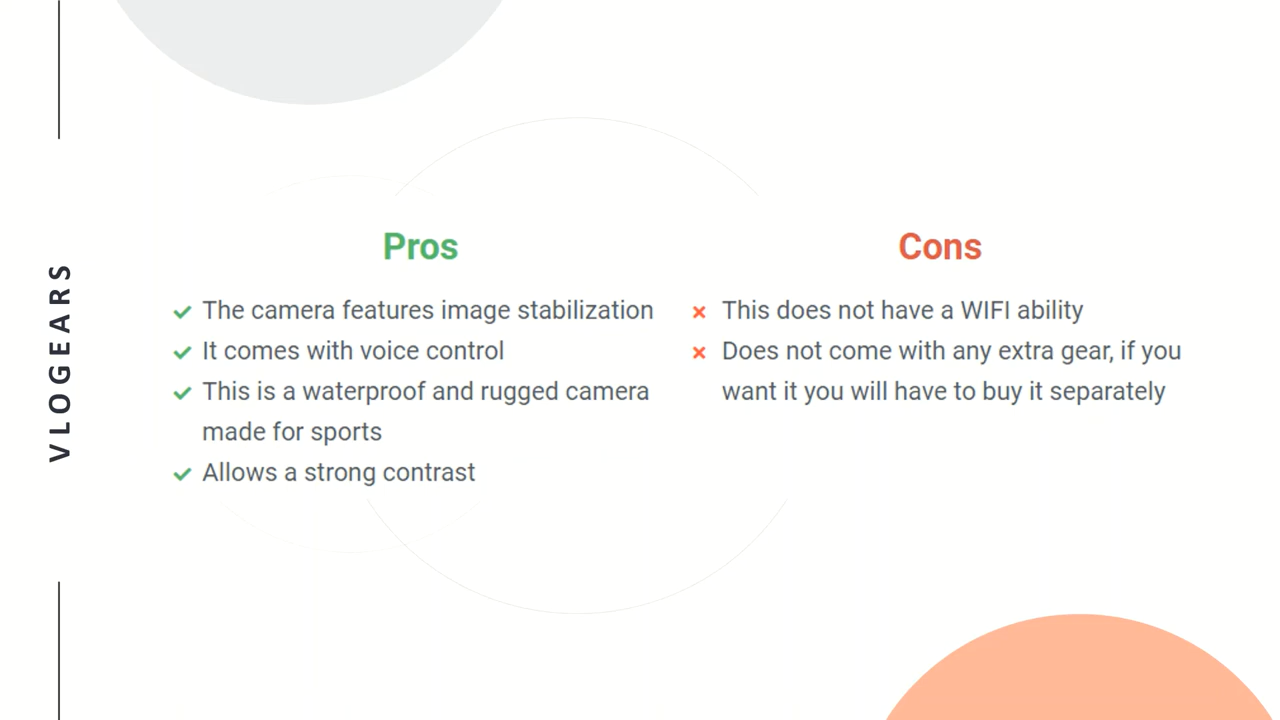 VLOGEARS
Pros
The camera features image stabilization
It comes with voice control
This is a waterproof and rugged camera
made for sports
Allows a strong contrast
Cons
This does not have a WIFI ability
Does not come with any extra gear, if you
want it you will have to buy it separately